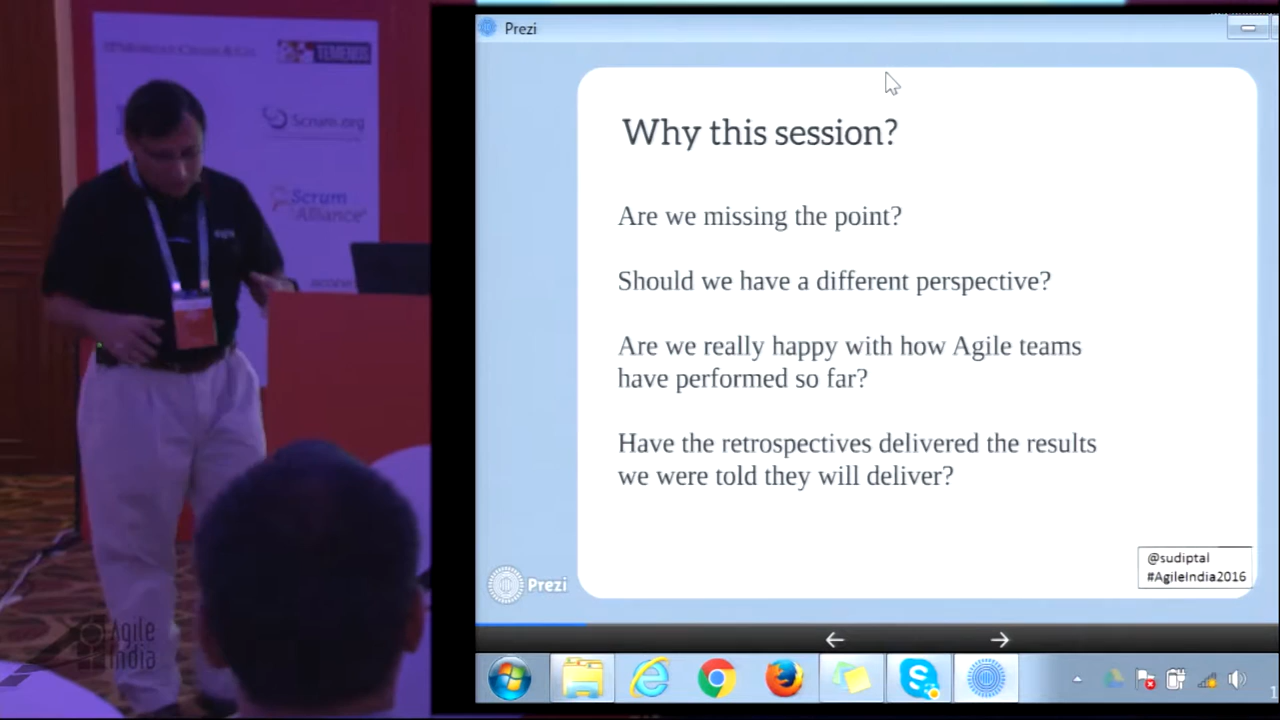 TEMENOS
Scrum.org
Scrum
Alliance
Agile
India
Prezi
Why this session?
Are we missing the point?
Should we have a different perspective?
Are we really happy with how Agile teams
have performed so far?
Have the retrospectives delivered the results
we were told they will deliver?
@sudiptal
#AgileIndia2016
Prezi